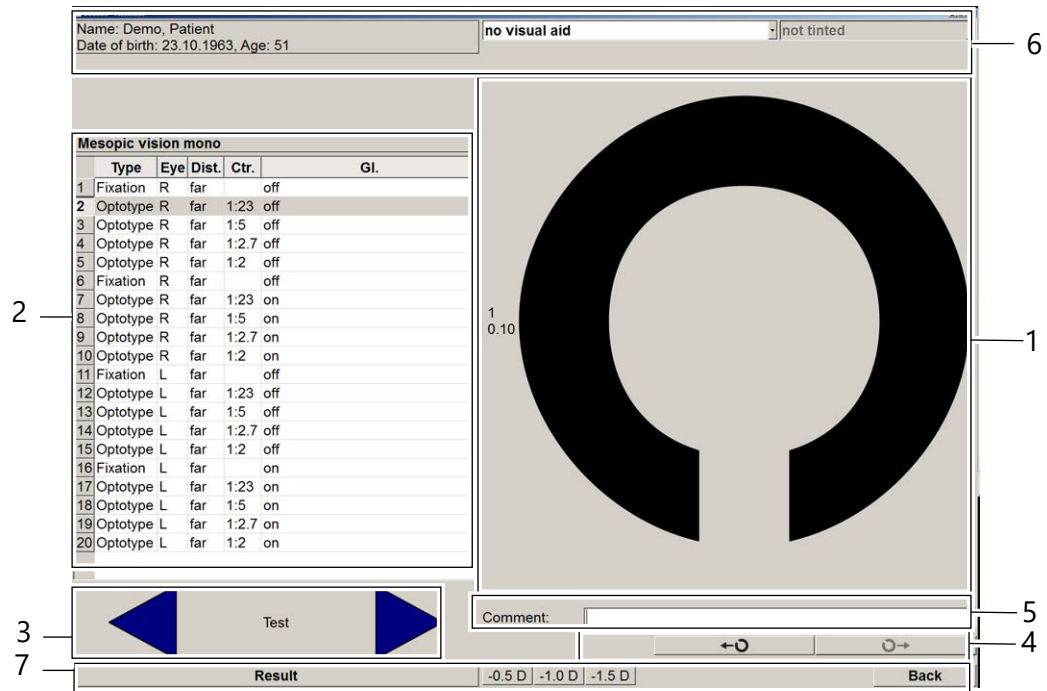 Name: Demo, Patient
Date of birth: 23.10.1963, Age: 51
no visual aid
not tinted
6
Mesopic vision mono
Type Eye Dist. Ctr. Gl.
1 Fixation R far off
2 Optotype R far 1:23 off
3 Optotype R far 1:5 off
4 Optotype R far 1:2.7 off
5 Optotype R far 1:2 off
6 Fixation R far off
7 Optotype R far 1:23 on
8 Optotype R far 1:5 on
9 Optotype R far 1:2.7 on
10 Optotype R far 1:2 on
11 Fixation L far off
12 Optotype L far 1:23 off
13 Optotype L far 1:5 off
14 Optotype L far 1:2.7 off
15 Optotype L far 1:2 off
16 Fixation L far on
17 Optotype L far 1:23 on
18 Optotype L far 1:5 on
19 Optotype L far 1:2.7 on
20 Optotype L far 1:2 on
2
1
0.10
1
Test
3
Comment:
5
4
7
Result
-0.5 D
-1.0 D
-1.5 D
Back